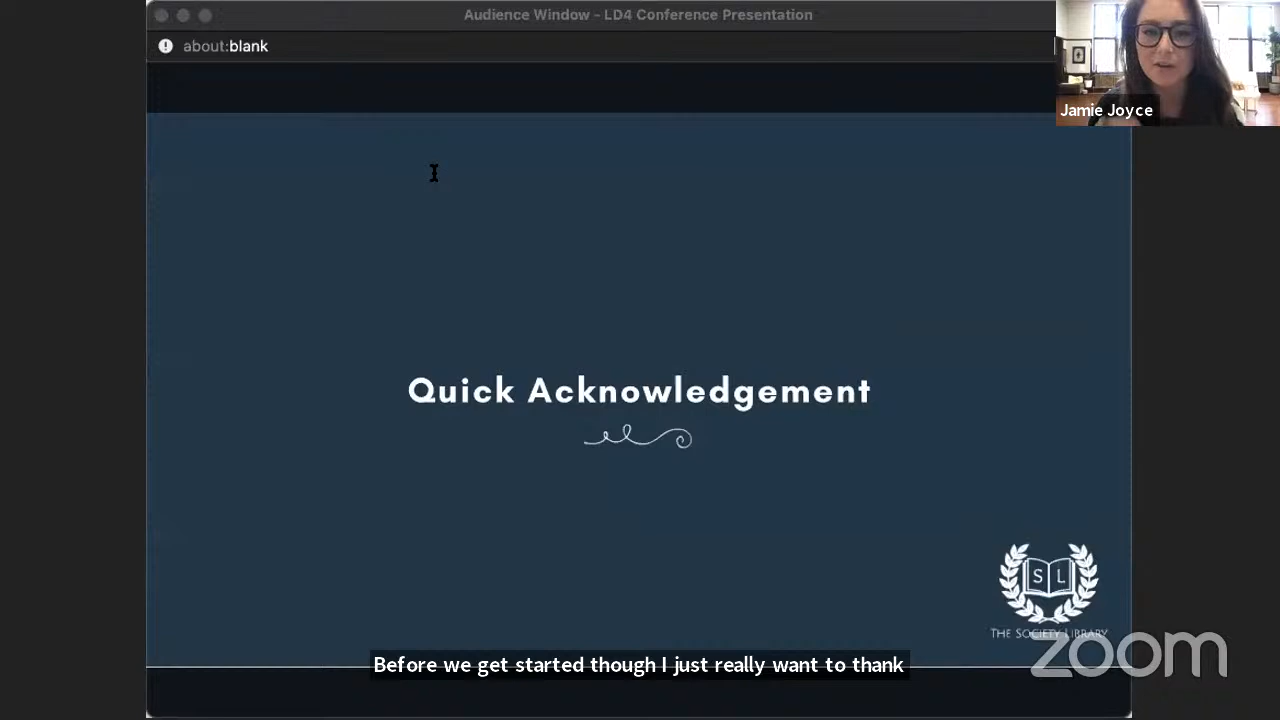 Audience Window - LD4 Conference Presentation
about:blank
Jamie Joyce
Quick Acknowledgement
S L
THE SOCIETY LIBRARY
zoom
Before we get started though I just really want to thank